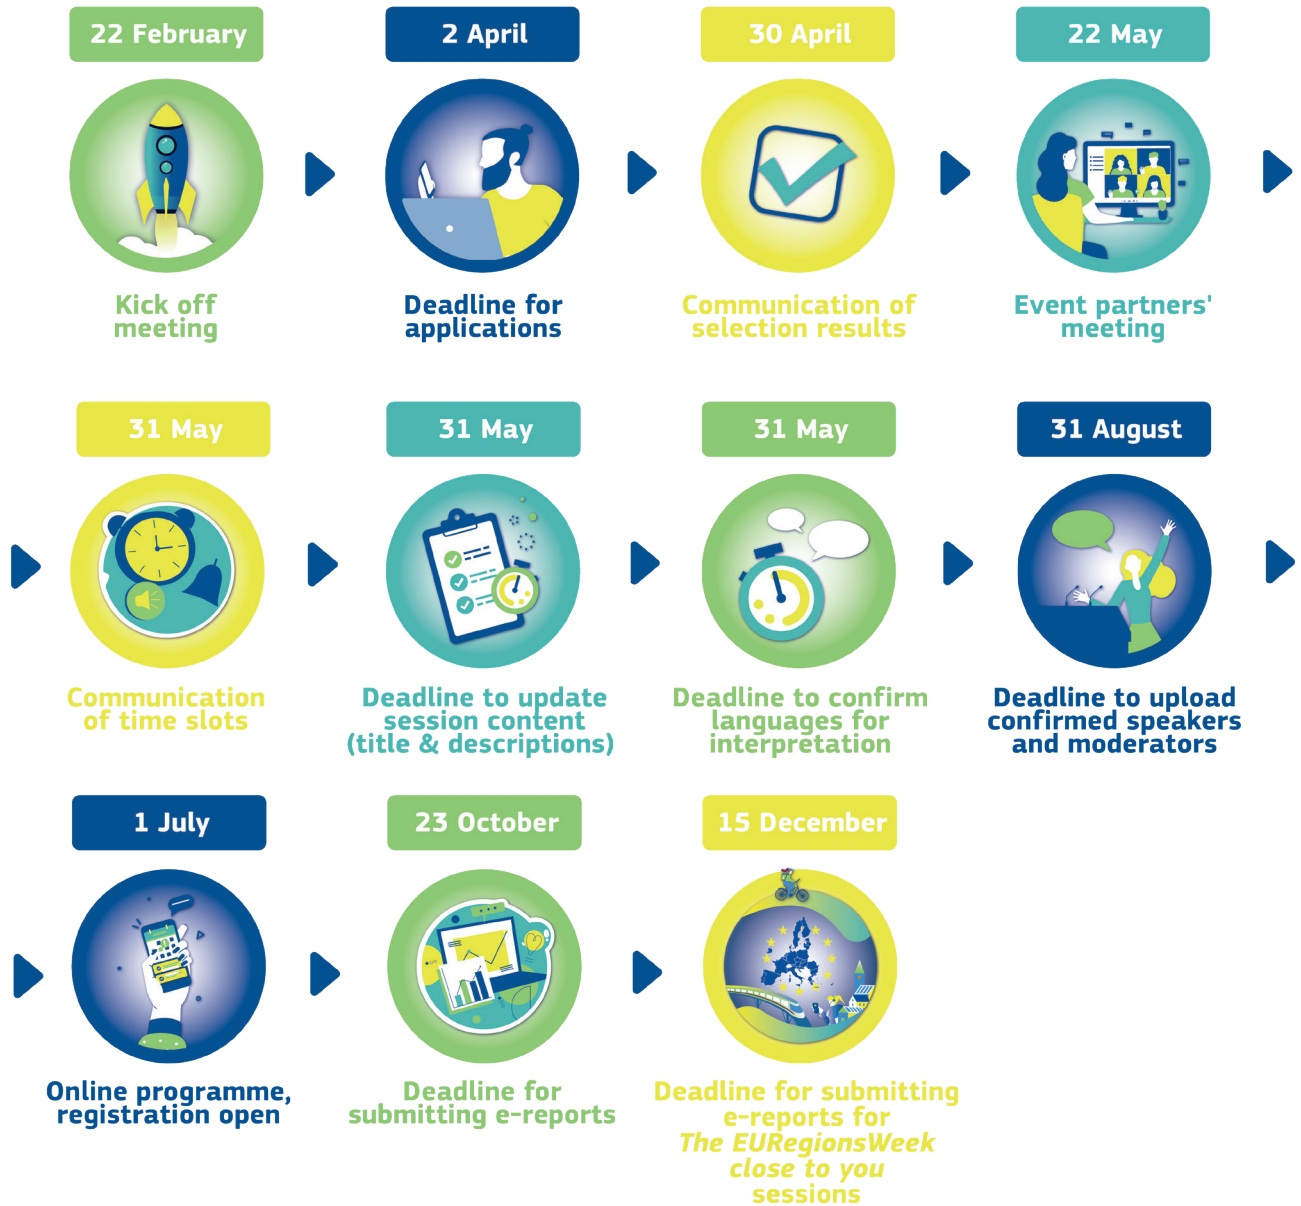 22 February
Kick off
meeting
2 April
Deadline for
applications
30 April
Communication of
selection results
22 May
Event partners'
meeting
31 May
Communication
of time slots
31 May
Deadline to update
session content
(title & descriptions)
31 May
Deadline to confirm
languages for
interpretation
31 August
Deadline to upload
confirmed speakers
and moderators
1 July
Online programme,
registration open
23 October
Deadline for
submitting e-reports
15 December
Deadline for submitting
e-reports for
The EURegionsWeek
close to you
sessions